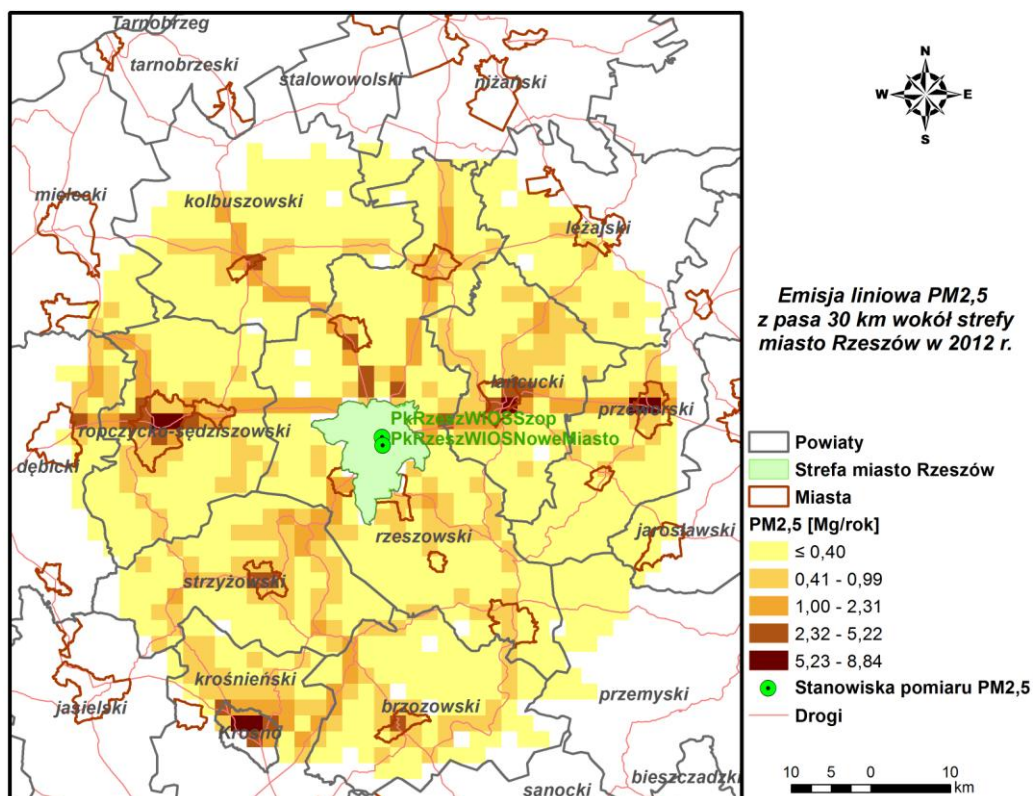 Tarnobrzeg
tarnobrzeski
stalowowolski
niżański
mielecki
kolbuszowski
leżajski
łańcucki
przeworski
ropczycko-sędziszowski
dębicki
PkRzeszWIOSSzop
PkRzeszWIOSNoweMiasto
rzeszowski
jarosławski
strzyżowski
krośnieński
Krosno
jasielski
brzozowski
przemyski
sanocki
bieszczadzki
N
W E
S
Emisja liniowa PM2,5
z pasa 30 km wokół strefy
miasto Rzeszów w 2012 r.
Powiaty
Strefa miasto Rzeszów
Miasta
PM2,5 [Mg/rok]
≤ 0,40
0,41 - 0,99
1,00 - 2,31
2,32 - 5,22
5,23 - 8,84
Stanowiska pomiaru PM2,5
Drogi
10 5 0 10
km